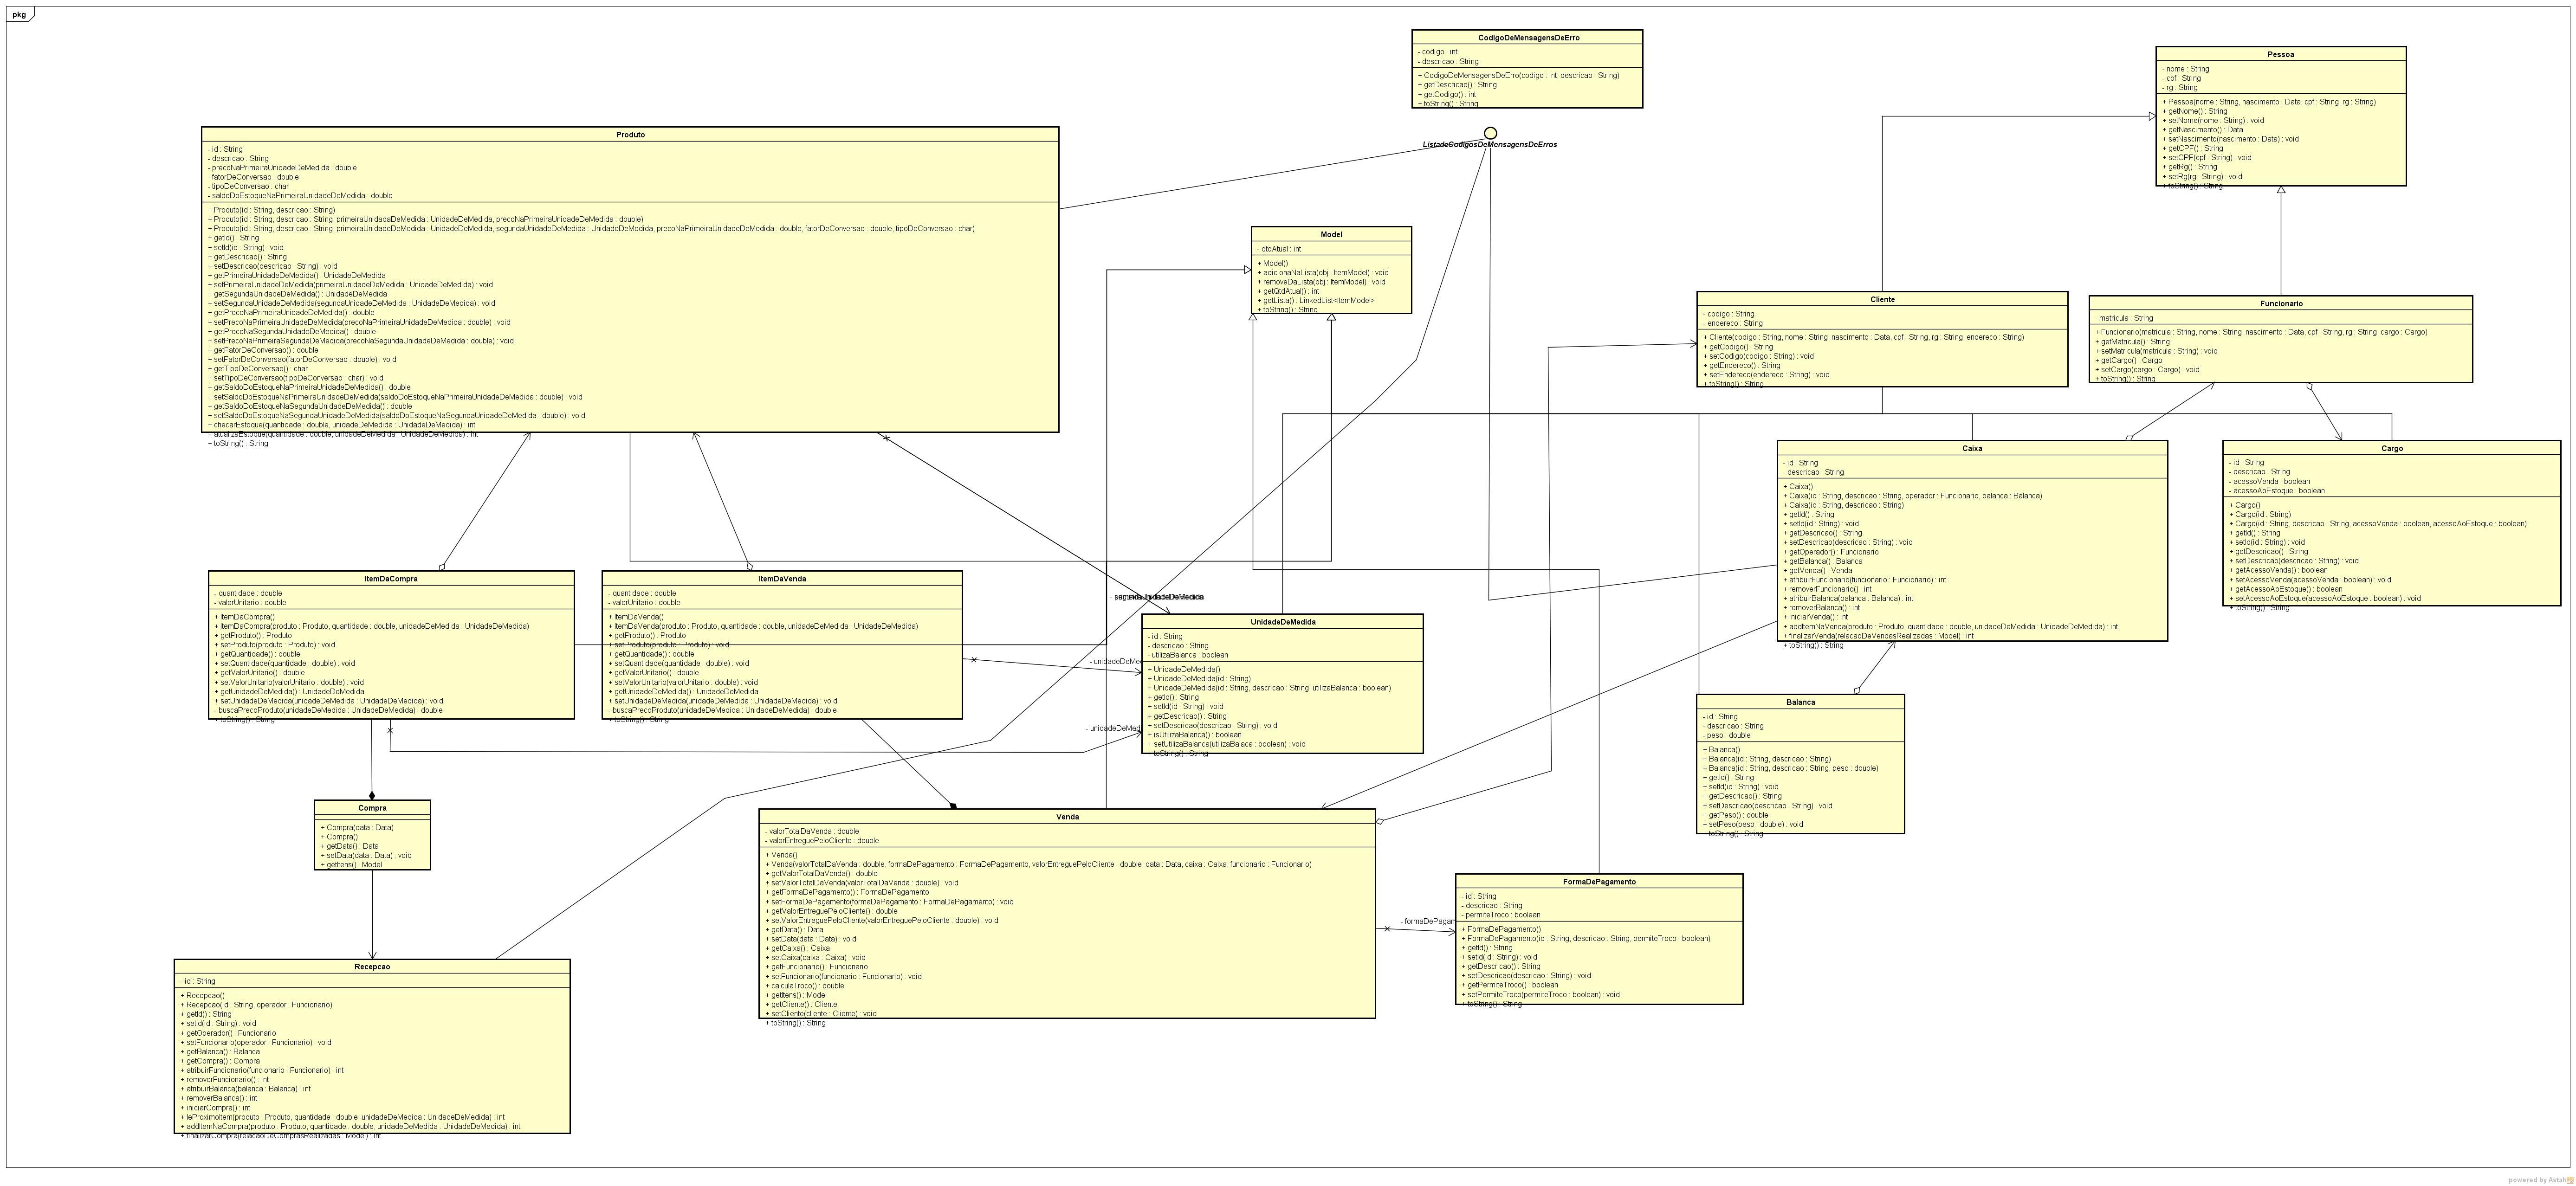 pkg
CodigoDeMensagensDeErro
- codigo : int
- descricao : String
+ CodigoDeMensagensDeErro(codigo : int, descricao : String)
+ getDescricao() : String
+ getCodigo() : int
+ toString() : String
Pessoa
- nome : String
- cpf : String
- rg : String
+ Pessoa(nome : String, nascimento : Data, cpf : String, rg : String)
+ getNome() : String
+ setNome(nome : String) : void
+ getNascimento() : Data
+ setNascimento(nascimento : Data) : void
+ getCPF() : String
+ setCPF(cpf : String) : void
+ getRg() : String
+ setRg(rg : String) : void
+ toString() : String
Produto
- id : String
- descricao : String
- precoNaPrimeiraUnidadeDeMedida : double
- fatorDeConversao : double
- tipoDeConversao : char
- saldoDoEstoqueNaPrimeiraUnidadeDeMedida : double
+ Produto(id : String, descricao : String)
+ Produto(id : String, descricao : String, primeiraUnidadaDeMedida : UnidadeDeMedida, precoNaPrimeiraUnidadeDeMedida : double)
+ Produto(id : String, descricao : String, primeiraUnidadeDeMedida : UnidadeDeMedida, segundaUnidadeDeMedida : UnidadeDeMedida, precoNaPrimeiraUnidadeDeMedida : double, fatorDeConversao : double, tipoDeConversao : char)
+ getId() : String
+ setId(id : String) : void
+ getDescricao() : String
+ setDescricao(descricao : String) : void
+ getPrimeiraUnidadeDeMedida() : UnidadeDeMedida
+ setPrimeiraUnidadeDeMedida(primeiraUnidadeDeMedida : UnidadeDeMedida) : void
+ getSegundaUnidadeDeMedida() : UnidadeDeMedida
+ setSegundaUnidadeDeMedida(segundaUnidadeDeMedida : UnidadeDeMedida) : void
+ getPrecoNaPrimeiraUnidadeDeMedida() : double
+ setPrecoNaPrimeiraUnidadeDeMedida(precoNaPrimeiraUnidadeDeMedida : double) : void
+ getPrecoNaSegundaUnidadeDeMedida() : double
+ setPrecoNaPrimeiraSegundaDeMedida(precoNaSegundaUnidadeDeMedida : double) : void
+ getFatorDeConversao() : double
+ setFatorDeConversao(fatorDeConversao : double) : void
+ getTipoDeConversao() : char
+ setTipoDeConversao(tipoDeConversao : char) : void
+ getSaldoDoEstoqueNaPrimeiraUnidadeDeMedida() : double
+ setSaldoDoEstoqueNaPrimeiraUnidadeDeMedida(saldoDoEstoqueNaPrimeiraUnidadeDeMedida : double) : void
+ getSaldoDoEstoqueNaSegundaUnidadeDeMedida() : double
+ setSaldoDoEstoqueNaSegundaUnidadeDeMedida(saldoDoEstoqueNaSegundaUnidadeDeMedida : double) : void
+ checarEstoque(quantidade : double, unidadeDeMedida : UnidadeDeMedida) : int
+ atualizaEstoque(quantidade : double, unidadeDeMedida : UnidadeDeMedida) : int
+ toString() : String
ListadeCodigosDeMensagensDeErros
Model
- qtdAtual : int
+ Model()
+ adicionaNaLista(obj : ItemModel) : void
+ removeDaLista(obj : ItemModel) : void
+ getQtdAtual() : int
+ getLista() : LinkedList<ItemModel>
+ toString() : String
Cliente
- codigo : String
- endereco : String
+ Cliente(codigo : String, nome : String, nascimento : Data, cpf : String, rg : String, endereco : String)
+ getCodigo() : String
+ setCodigo(codigo : String) : void
+ getEndereco() : String
+ setEndereco(endereco : String) : void
+ toString() : String
Funcionario
- matricula : String
+ Funcionario(matricula : String, nome : String, nascimento : Data, cpf : String, rg : String, cargo : Cargo)
+ getMatricula() : String
+ setMatricula(matricula : String) : void
+ getCargo() : Cargo
+ setCargo(cargo : Cargo) : void
+ toString() : String
Caixa
- id : String
- descricao : String
+ Caixa()
+ Caixa(id : String, descricao : String, operador : Funcionario, balanca : Balanca)
+ Caixa(id : String, descricao : String)
+ getId() : String
+ setId(id : String) : void
+ getDescricao() : String
+ setDescricao(descricao : String) : void
+ getOperador() : Funcionario
+ getBalanca() : Balanca
+ getVenda() : Venda
+ atribuirFuncionario(funcionario : Funcionario) : int
+ removerFuncionario() : int
+ atribuirBalanca(balanca : Balanca) : int
+ removerBalanca() : int
+ iniciarVenda() : int
+ addItemNaVenda(produto : Produto, quantidade : double, unidadeDeMedida : UnidadeDeMedida) : int
+ finalizarVenda(relacaoDeVendasRealizadas : Model) : int
+ toString() : String
Cargo
- id : String
- descricao : String
- acessoVenda : boolean
- acessoAoEstoque : boolean
+ Cargo()
+ Cargo(id : String)
+ Cargo(id : String, descricao : String, acessoVenda : boolean, acessoAoEstoque : boolean)
+ getId() : String
+ setId(id : String) : void
+ getDescricao() : String
+ setDescricao(descricao : String) : void
+ getAcessoVenda() : boolean
+ setAcessoVenda(acessoVenda : boolean) : void
+ getAcessoAoEstoque() : boolean
+ setAcessoAoEstoque(acessoAoEstoque : boolean) : void
+ toString() : String
ItemDaCompra
- quantidade : double
- valorUnitario : double
+ ItemDaCompra()
+ ItemDaCompra(produto : Produto, quantidade : double, unidadeDeMedida : UnidadeDeMedida)
+ getProduto() : Produto
+ setProduto(produto : Produto) : void
+ getQuantidade() : double
+ setQuantidade(quantidade : double) : void
+ getValorUnitario() : double
+ setValorUnitario(valorUnitario : double) : void
+ getUnidadeDeMedida() : UnidadeDeMedida
+ setUnidadeDeMedida(unidadeDeMedida : UnidadeDeMedida) : void
- buscaPrecoProduto(unidadeDeMedida : UnidadeDeMedida) : double
+ toString() : String
ItemDaVenda
- quantidade : double
- valorUnitario : double
+ ItemDaVenda()
+ ItemDaVenda(produto : Produto, quantidade : double, unidadeDeMedida : UnidadeDeMedida)
+ getProduto() : Produto
+ setProduto(produto : Produto) : void
+ getQuantidade() : double
+ setQuantidade(quantidade : double) : void
+ getValorUnitario() : double
+ setValorUnitario(valorUnitario : double) : void
+ getUnidadeDeMedida() : UnidadeDeMedida
+ setUnidadeDeMedida(unidadeDeMedida : UnidadeDeMedida) : void
- buscaPrecoProduto(unidadeDeMedida : UnidadeDeMedida) : double
+ toString() : String
- unidadeDeMe
- unidadeDeMedi
UnidadeDeMedida
- id : String
- descricao : String
- utilizaBalanca : boolean
+ UnidadeDeMedida()
+ UnidadeDeMedida(id : String)
+ UnidadeDeMedida(id : String, descricao : String, utilizaBalanca : boolean)
+ getId() : String
+ setId(id : String) : void
+ getDescricao() : String
+ setDescricao(descricao : String) : void
+ isUtilizaBalanca() : boolean
+ setUtilizaBalanca(utilizaBalaca : boolean) : void
+ toString() : String
Balanca
- id : String
- descricao : String
- peso : double
+ Balanca()
+ Balanca(id : String, descricao : String)
+ Balanca(id : String, descricao : String, peso : double)
+ getId() : String
+ setId(id : String) : void
+ getDescricao() : String
+ setDescricao(descricao : String) : void
+ getPeso() : double
+ setPeso(peso : double) : void
+ toString() : String
Compra
+ Compra(data : Data)
+ Compra()
+ getData() : Data
+ setData(data : Data) : void
+ getItens() : Model
Venda
- valorTotalDaVenda : double
- valorEntreguePeloCliente : double
+ Venda()
+ Venda(valorTotalDaVenda : double, formaDePagamento : FormaDePagamento, valorEntreguePeloCliente : double, data : Data, caixa : Caixa, funcionario : Funcionario)
+ getValorTotalDaVenda() : double
+ setValorTotalDaVenda(valorTotalDaVenda : double) : void
+ getFormaDePagamento() : FormaDePagamento
+ setFormaDePagamento(formaDePagamento : FormaDePagamento) : void
+ getValorEntreguePeloCliente() : double
+ setValorEntreguePeloCliente(valorEntreguePeloCliente : double) : void
+ getData() : Data
+ setData(data : Data) : void
+ getCaixa() : Caixa
+ setCaixa(caixa : Caixa) : void
+ getFuncionario() : Funcionario
+ setFuncionario(funcionario : Funcionario) : void
+ calculaTroco() : double
+ getItens() : Model
+ getCliente() : Cliente
+ setCliente(cliente : Cliente) : void
+ toString() : String
- formaDePagam
FormaDePagamento
- id : String
- descricao : String
- permiteTroco : boolean
+ FormaDePagamento()
+ FormaDePagamento(id : String, descricao : String, permiteTroco : boolean)
+ getId() : String
+ setId(id : String) : void
+ getDescricao() : String
+ setDescricao(descricao : String) : void
+ getPermiteTroco() : boolean
+ setPermiteTroco(permiteTroco : boolean) : void
+ toString() : String
Recepcao
- id : String
+ Recepcao()
+ Recepcao(id : String, operador : Funcionario)
+ getId() : String
+ setId(id : String) : void
+ getOperador() : Funcionario
+ setFuncionario(operador : Funcionario) : void
+ getBalanca() : Balanca
+ getCompra() : Compra
+ atribuirFuncionario(funcionario : Funcionario) : int
+ removerFuncionario() : int
+ atribuirBalanca(balanca : Balanca) : int
+ removerBalanca() : int
+ iniciarCompra() : int
+ leProximoItem(produto : Produto, quantidade : double, unidadeDeMedida : UnidadeDeMedida) : int
+ addItemNaCompra(produto : Produto, quantidade : double, unidadeDeMedida : UnidadeDeMedida) : int
+ finalizarCompra(relacaoDeComprasRealizadas : Model) : int
powered by Astah